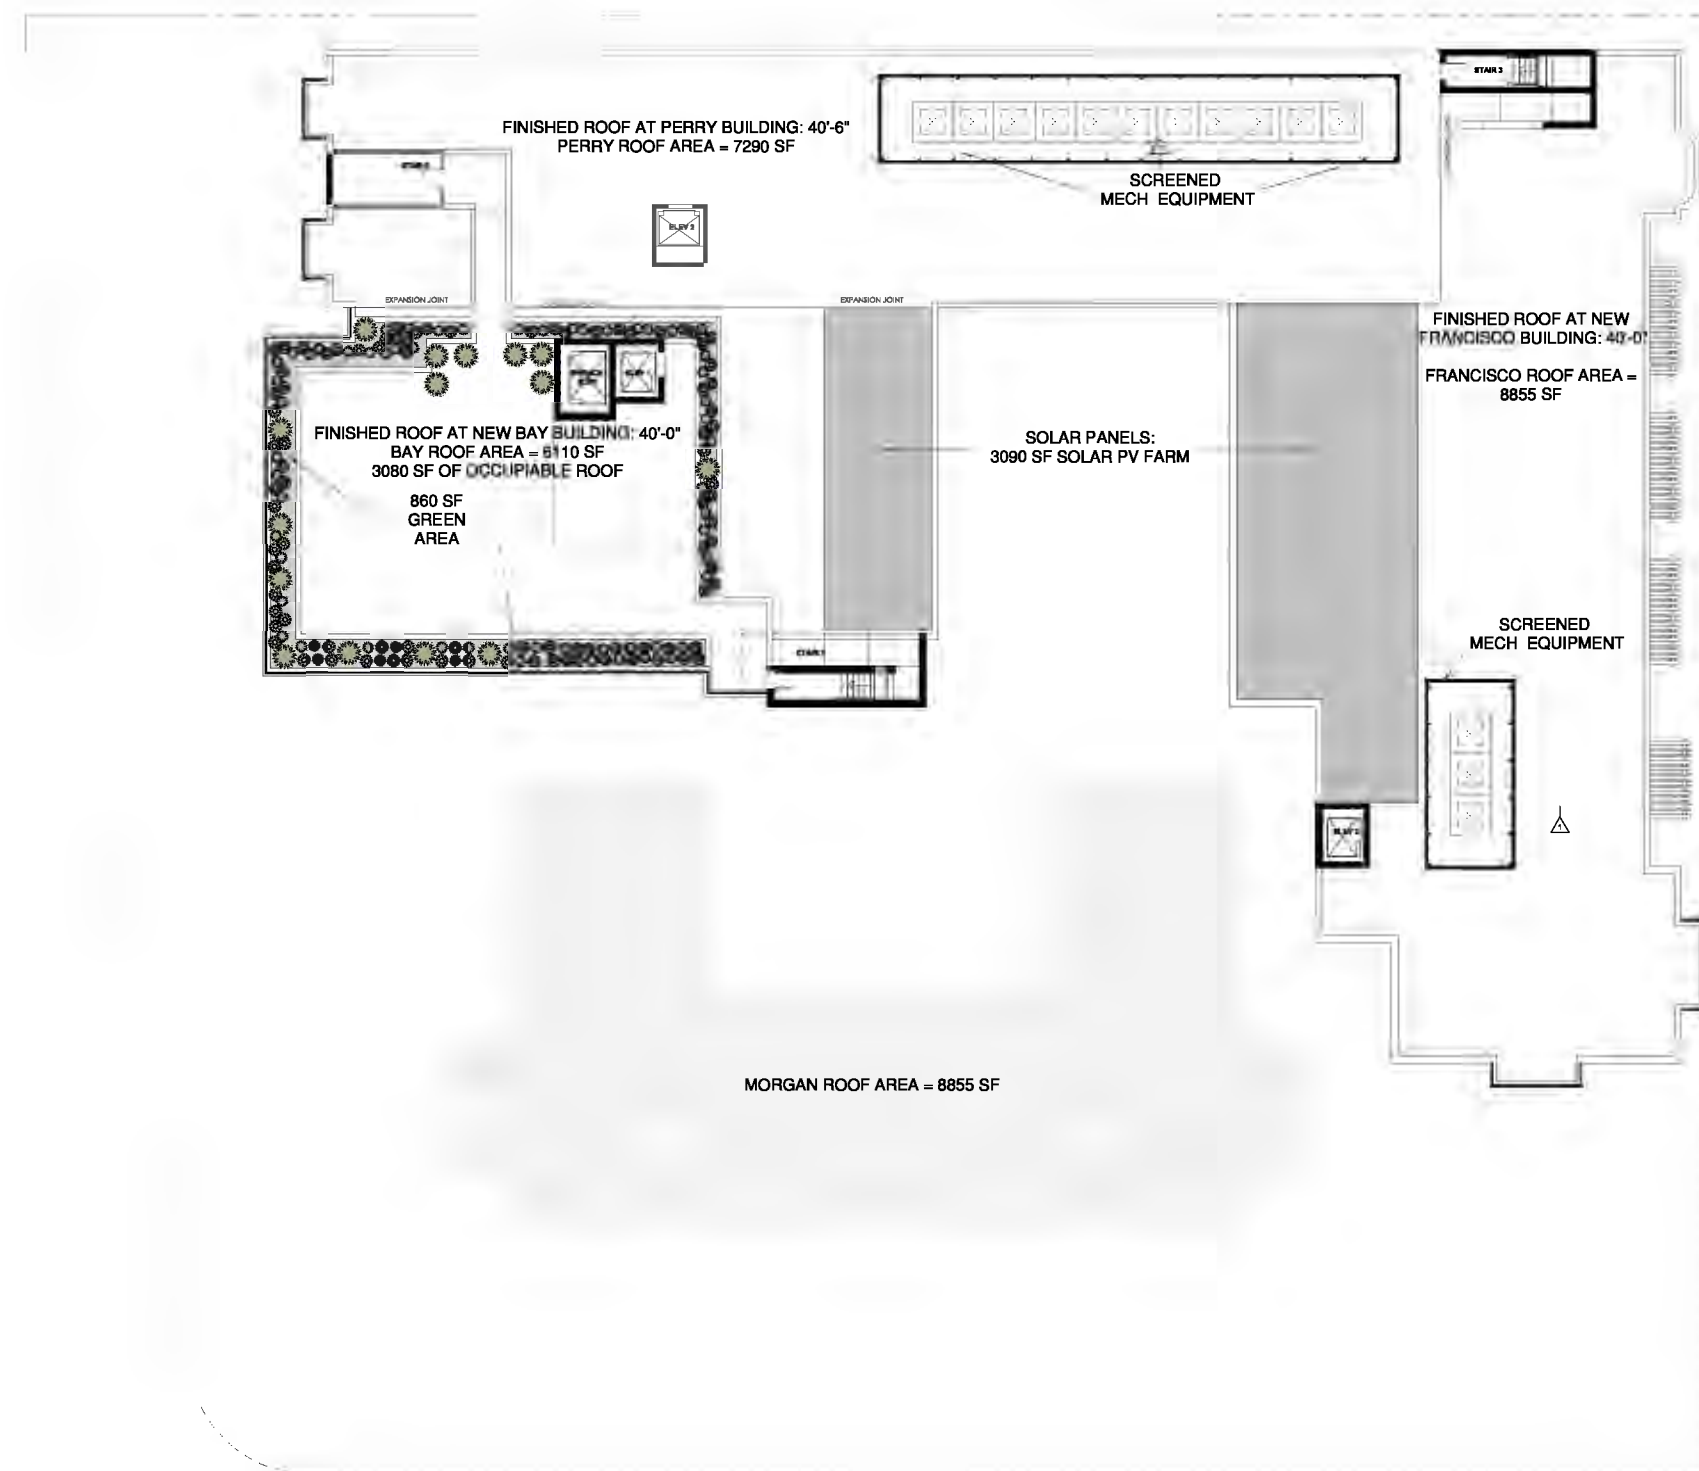 STAIR 3
FINISHED ROOF AT PERRY BUILDING: 40'-6"
PERRY ROOF AREA = 7290 SF
SCREENED
MECH EQUIPMENT
ELEV 2
EXPANSION JOINT
EXPANSION JOINT
FINISHED ROOF AT NEW
FRANCISCO BUILDING: 40'-0"
FRANCISCO ROOF AREA =
8855 SF
FINISHED ROOF AT NEW BAY BUILDING: 40'-0"
BAY ROOF AREA = 6110 SF
3080 SF OF OCCUPIABLE ROOF
860 SF
GREEN
AREA
SOLAR PANELS:
3090 SF SOLAR PV FARM
SCREENED
MECH EQUIPMENT
1
MORGAN ROOF AREA = 8855 SF